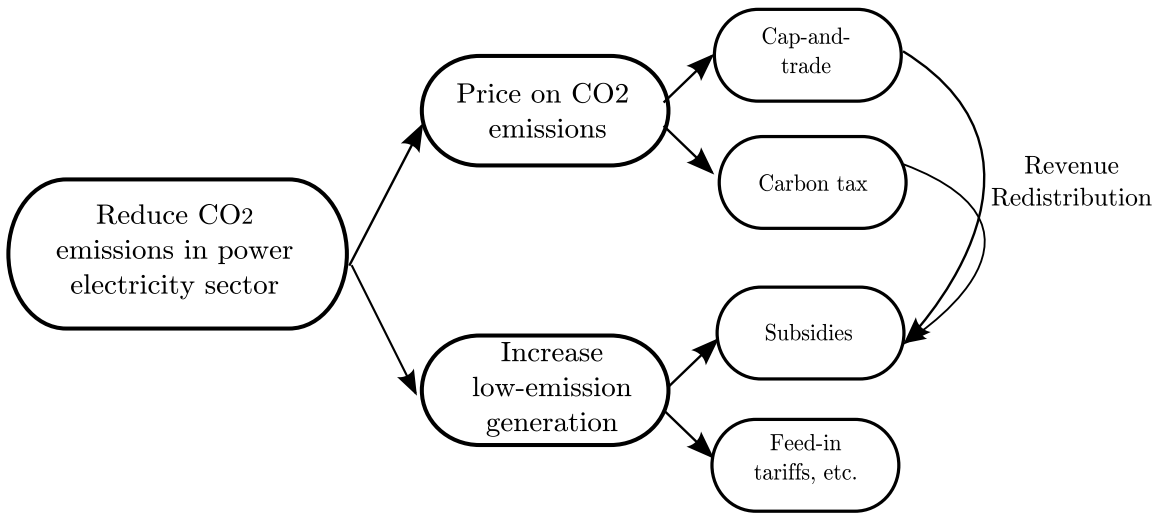 Reduce CO2
emissions in power
electricity sector
Price on CO2
emissions
Increase
low-emission
generation
Cap-and-
trade
Carbon tax
Subsidies
Feed-in
tariffs, etc.
Revenue
Redistribution